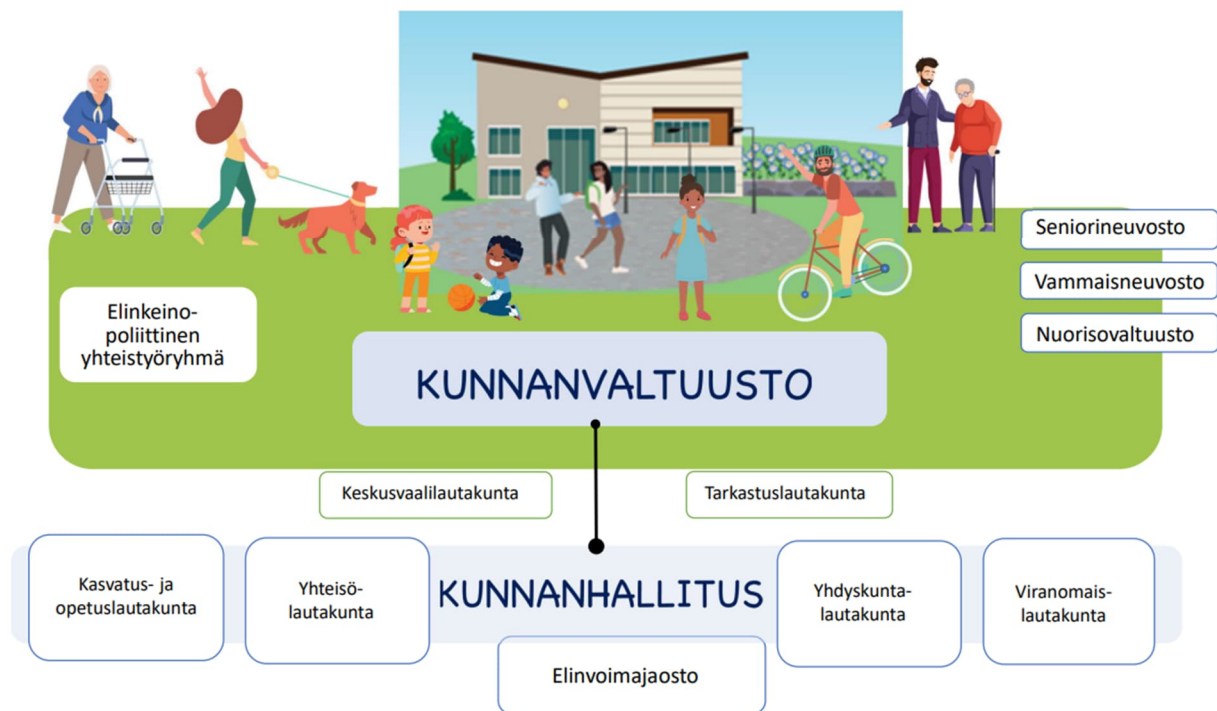 Seniorineuvosto
Vammaisneuvosto
Nuorisovaltuusto
Elinkeino-
poliittinen
yhteistyöryhmä
KUNNANVALTUUSTO
Keskusvaalilautakunta
Tarkastuslautakunta
Kasvatus- ja
opetuslautakunta
Yhteisö-
lautakunta
KUNNANHALLITUS
Yhdyskunta-
lautakunta
Viranomais-
lautakunta
Elinvoimajaosto